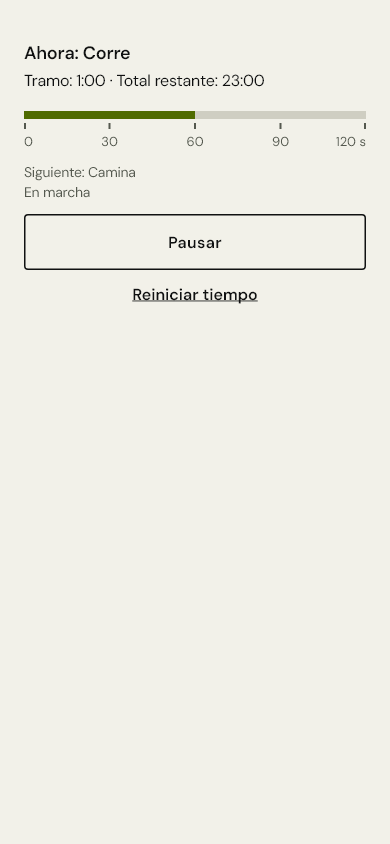 Ahora: Corre
Tramo: 1:00 · Total restante: 23:00
0 30 60 90 120 s
Siguiente: Camina
En marcha
Pausar
Reiniciar tiempo